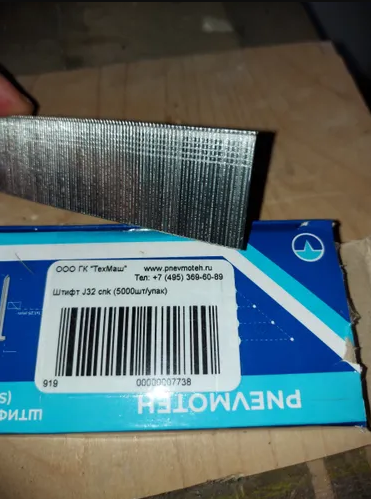 ООО ГК "ТехМаш" www.pnevmoteh.ru
Тел: +7 (495) 369-60-89
Штифт J32 cnk (5000шт/упак)
919 00000007738
PNEVMOTEH